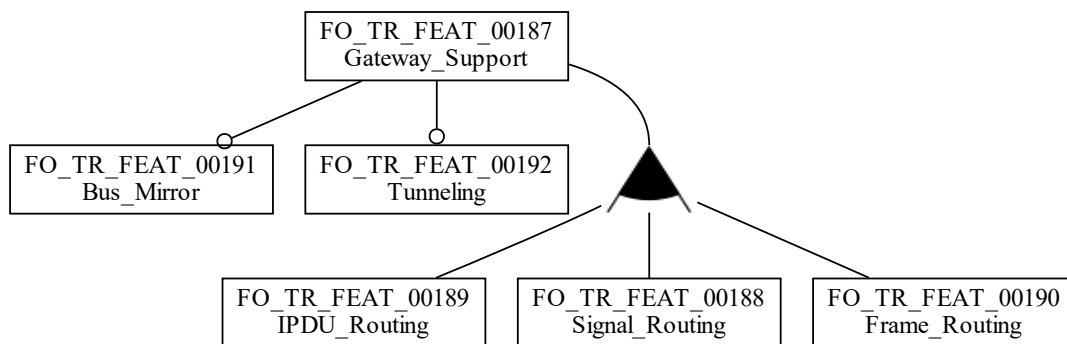 FO_TR_FEAT_00187
Gateway_Support
FO_TR_FEAT_00191
Bus_Mirror
FO_TR_FEAT_00192
Tunneling
FO_TR_FEAT_00189
IPDU_Routing
FO_TR_FEAT_00188
Signal_Routing
FO_TR_FEAT_00190
Frame_Routing